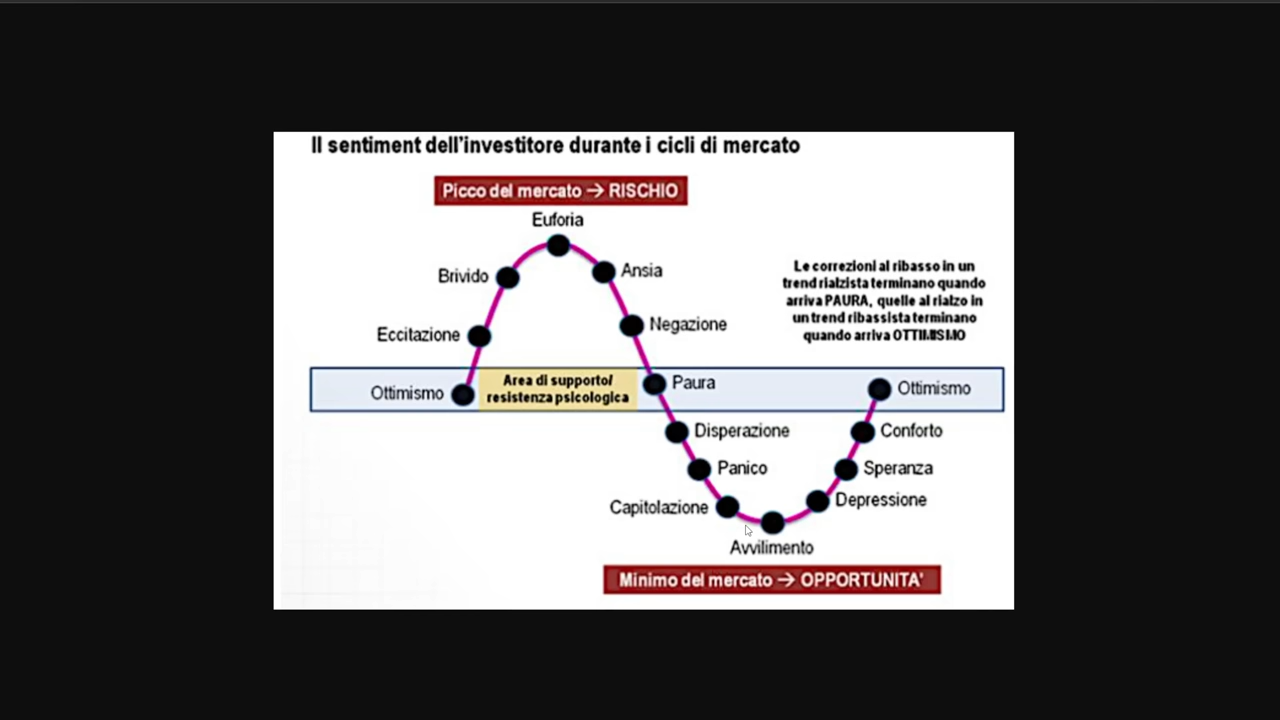 Il sentiment dell'investitore durante i cicli di mercato
Picco del mercato → RISCHIO
Euforia
Brivido
Ansia
Le correzioni al ribasso in un
trend rialzista terminano quando
arriva PAURA, quelle al rialzo in
un trend ribassista terminano
quando arriva OTTIMISMO
Eccitazione
Negazione
Ottimismo
Area di supporto/
resistenza psicologica
Paura
Ottimismo
Disperazione
Conforto
Panico
Speranza
Capitolazione
Depressione
Avvilimento
Minimo del mercato → OPPORTUNITA'